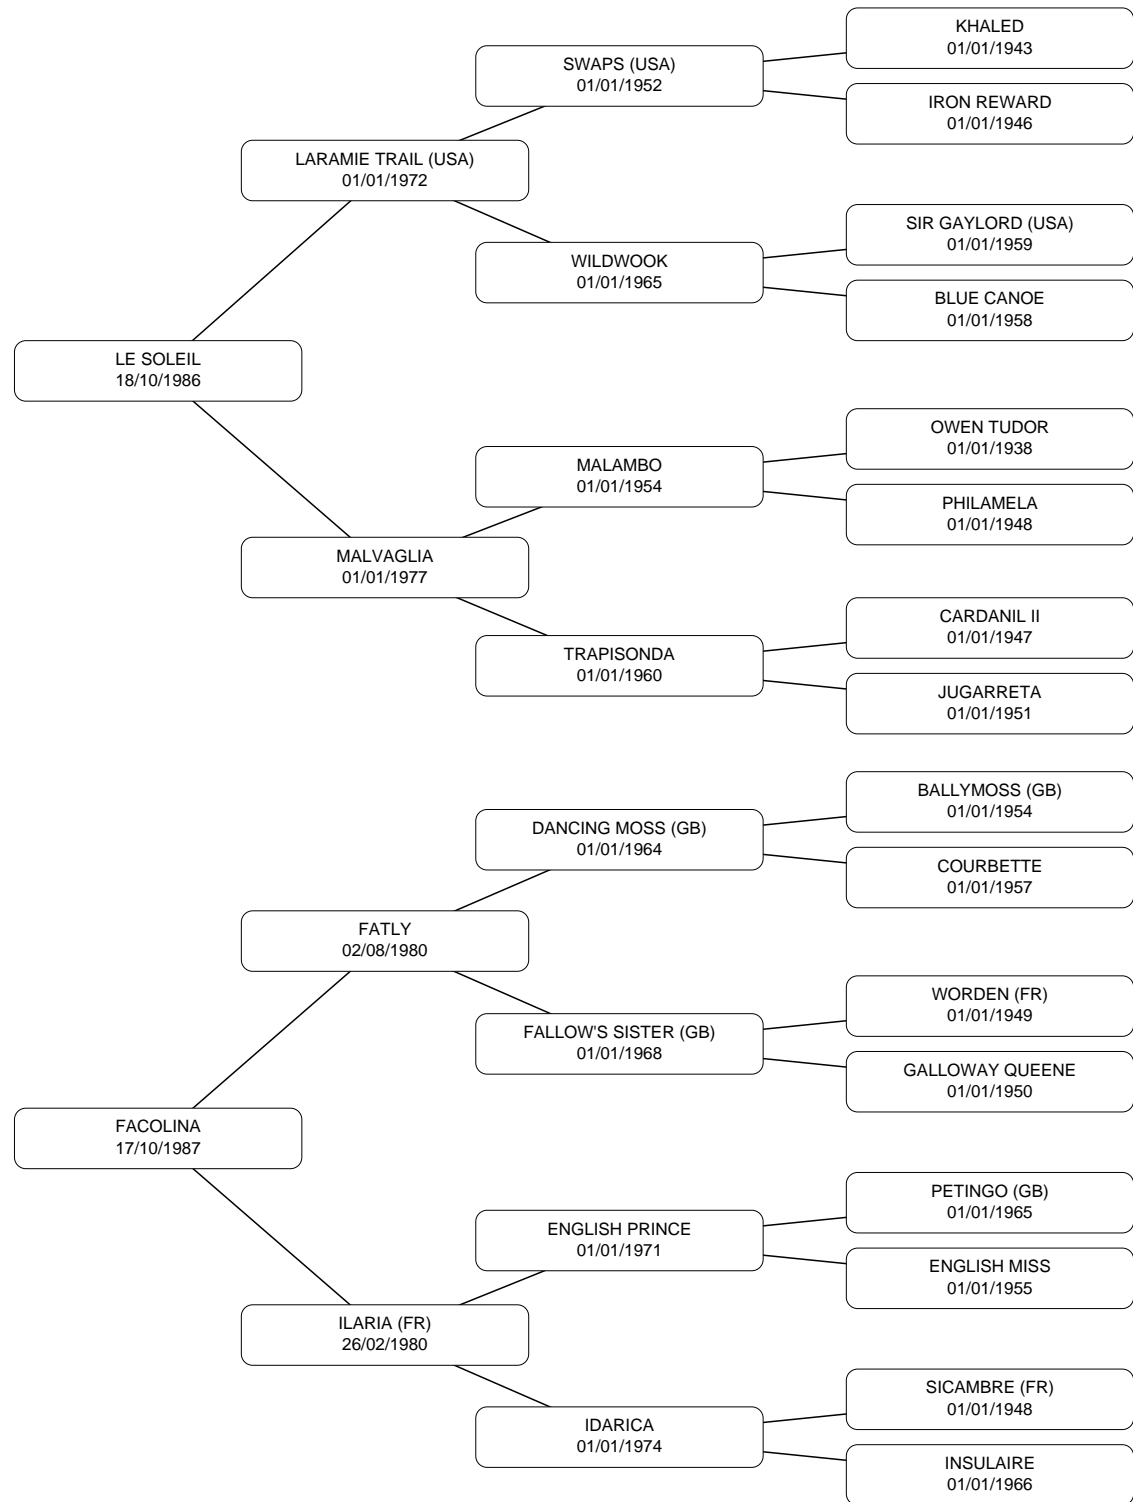 KHALED
01/01/1943
SWAPS (USA)
01/01/1952
IRON REWARD
01/01/1946
LARAMIE TRAIL (USA)
01/01/1972
SIR GAYLORD (USA)
01/01/1959
WILDWOOK
01/01/1965
BLUE CANOE
01/01/1958
LE SOLEIL
18/10/1986
OWEN TUDOR
01/01/1938
MALAMBO
01/01/1954
PHILAMELA
01/01/1948
MALVAGLIA
01/01/1977
CARDANIL II
01/01/1947
TRAPISONDA
01/01/1960
JUGARRETA
01/01/1951
BALLYMOSS (GB)
01/01/1954
DANCING MOSS (GB)
01/01/1964
COURBETTE
01/01/1957
FATLY
02/08/1980
WORDEN (FR)
01/01/1949
FALLOW'S SISTER (GB)
01/01/1968
GALLOWAY QUEENE
01/01/1950
FACOLINA
17/10/1987
PETINGO (GB)
01/01/1965
ENGLISH PRINCE
01/01/1971
ENGLISH MISS
01/01/1955
ILARIA (FR)
26/02/1980
SICAMBRE (FR)
01/01/1948
IDARICA
01/01/1974
INSULAIRE
01/01/1966